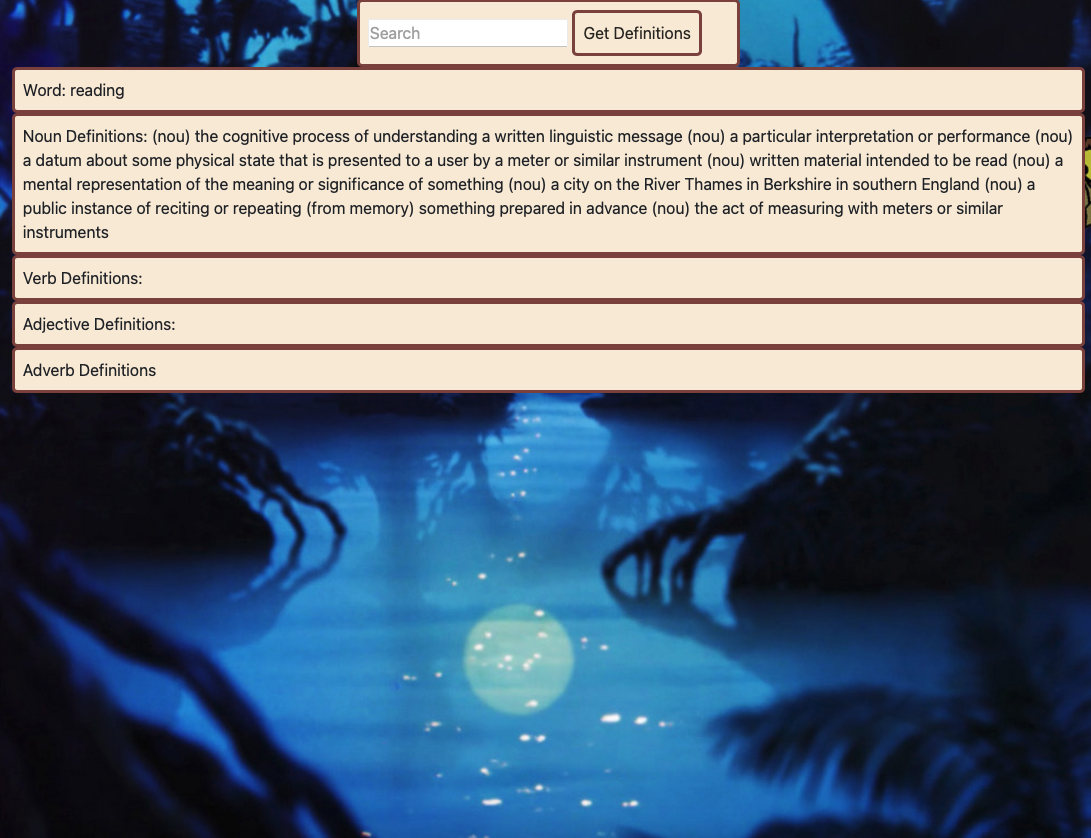 Search
Get Definitions
Word: reading
Noun Definitions: (nou) the cognitive process of understanding a written linguistic message (nou) a particular interpretation or performance (nou)
a datum about some physical state that is presented to a user by a meter or similar instrument (nou) written material intended to be read (nou) a
mental representation of the meaning or significance of something (nou) a city on the River Thames in Berkshire in southern England (nou) a
public instance of reciting or repeating (from memory) something prepared in advance (nou) the act of measuring with meters or similar
instruments
Verb Definitions:
Adjective Definitions:
Adverb Definitions